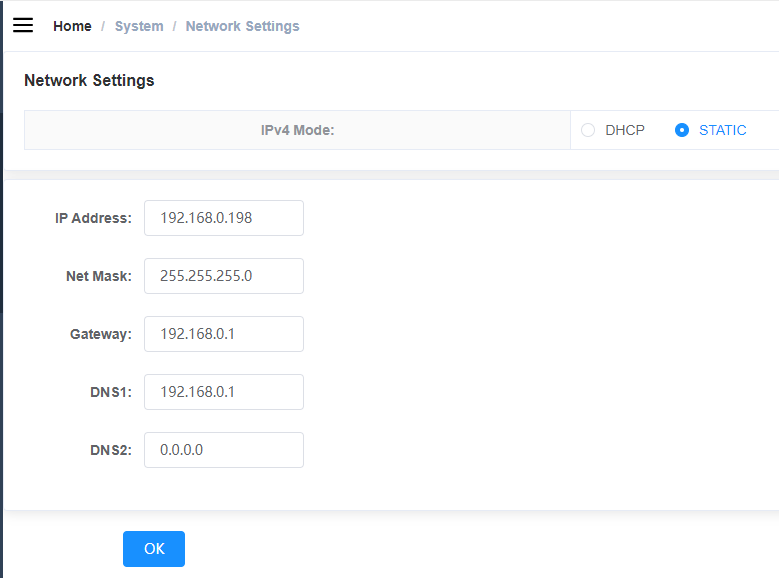 Home / System / Network Settings
Network Settings
IPv4 Mode: DHCP STATIC
IP Address: 192.168.0.198
Net Mask: 255.255.255.0
Gateway: 192.168.0.1
DNS1: 192.168.0.1
DNS2: 0.0.0.0
OK